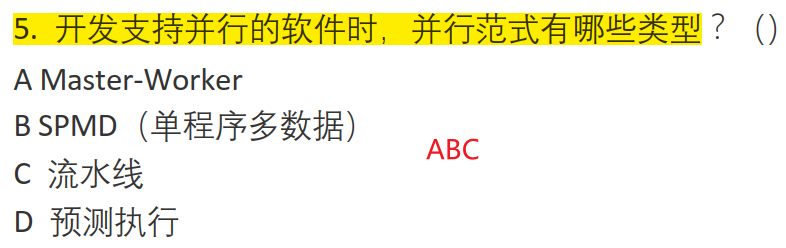 5. 开发支持并行的软件时，并行范式有哪些类型？（）
A Master-Worker
B SPMD（单程序多数据）
ABC
C 流水线
D 预测执行